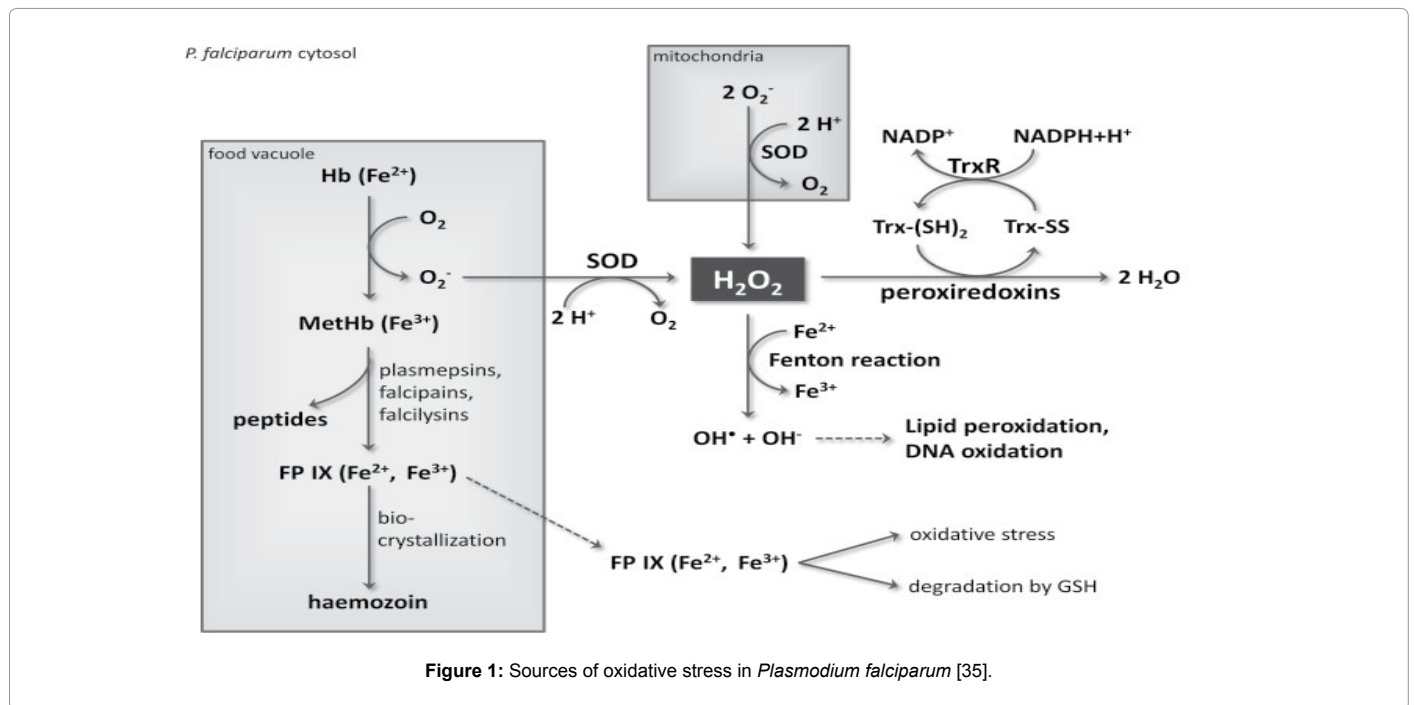 P. falciparum cytosol
mitochondria
2 O₂⁻
2 H⁺
SOD
O₂
NADP⁺ NADPH+H⁺
TrxR
Trx-(SH)₂ Trx-SS
food vacuole
Hb (Fe²⁺)
O₂
O₂⁻
SOD
2 H⁺ O₂
H₂O₂
peroxiredoxins
2 H₂O
MetHb (Fe³⁺)
plasmepsins,
falcipains,
falcilysins
peptides
Fe²⁺
Fenton reaction
Fe³⁺
OH• + OH⁻
Lipid peroxidation,
DNA oxidation
FP IX (Fe²⁺, Fe³⁺)
bio-
crystallization
haemozoin
FP IX (Fe²⁺, Fe³⁺)
oxidative stress
degradation by GSH
Figure 1: Sources of oxidative stress in Plasmodium falciparum [35].